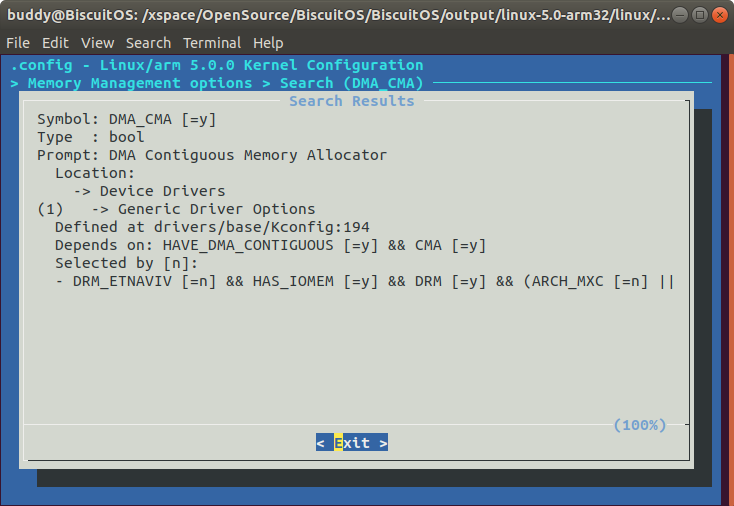 buddy@BiscuitOS: /xspace/OpenSource/BiscuitOS/BiscuitOS/output/linux-5.0-arm32/linux/...
File Edit View Search Terminal Help
.config - Linux/arm 5.0.0 Kernel Configuration
> Memory Management options > Search (DMA_CMA)
Search Results
Symbol: DMA_CMA [=y]
Type  : bool
Prompt: DMA Contiguous Memory Allocator
  Location:
    -> Device Drivers
(1)   -> Generic Driver Options
  Defined at drivers/base/Kconfig:194
  Depends on: HAVE_DMA_CONTIGUOUS [=y] && CMA [=y]
  Selected by [n]:
  - DRM_ETNAVIV [=n] && HAS_IOMEM [=y] && DRM [=y] && (ARCH_MXC [=n] ||
(100%)
< Exit >